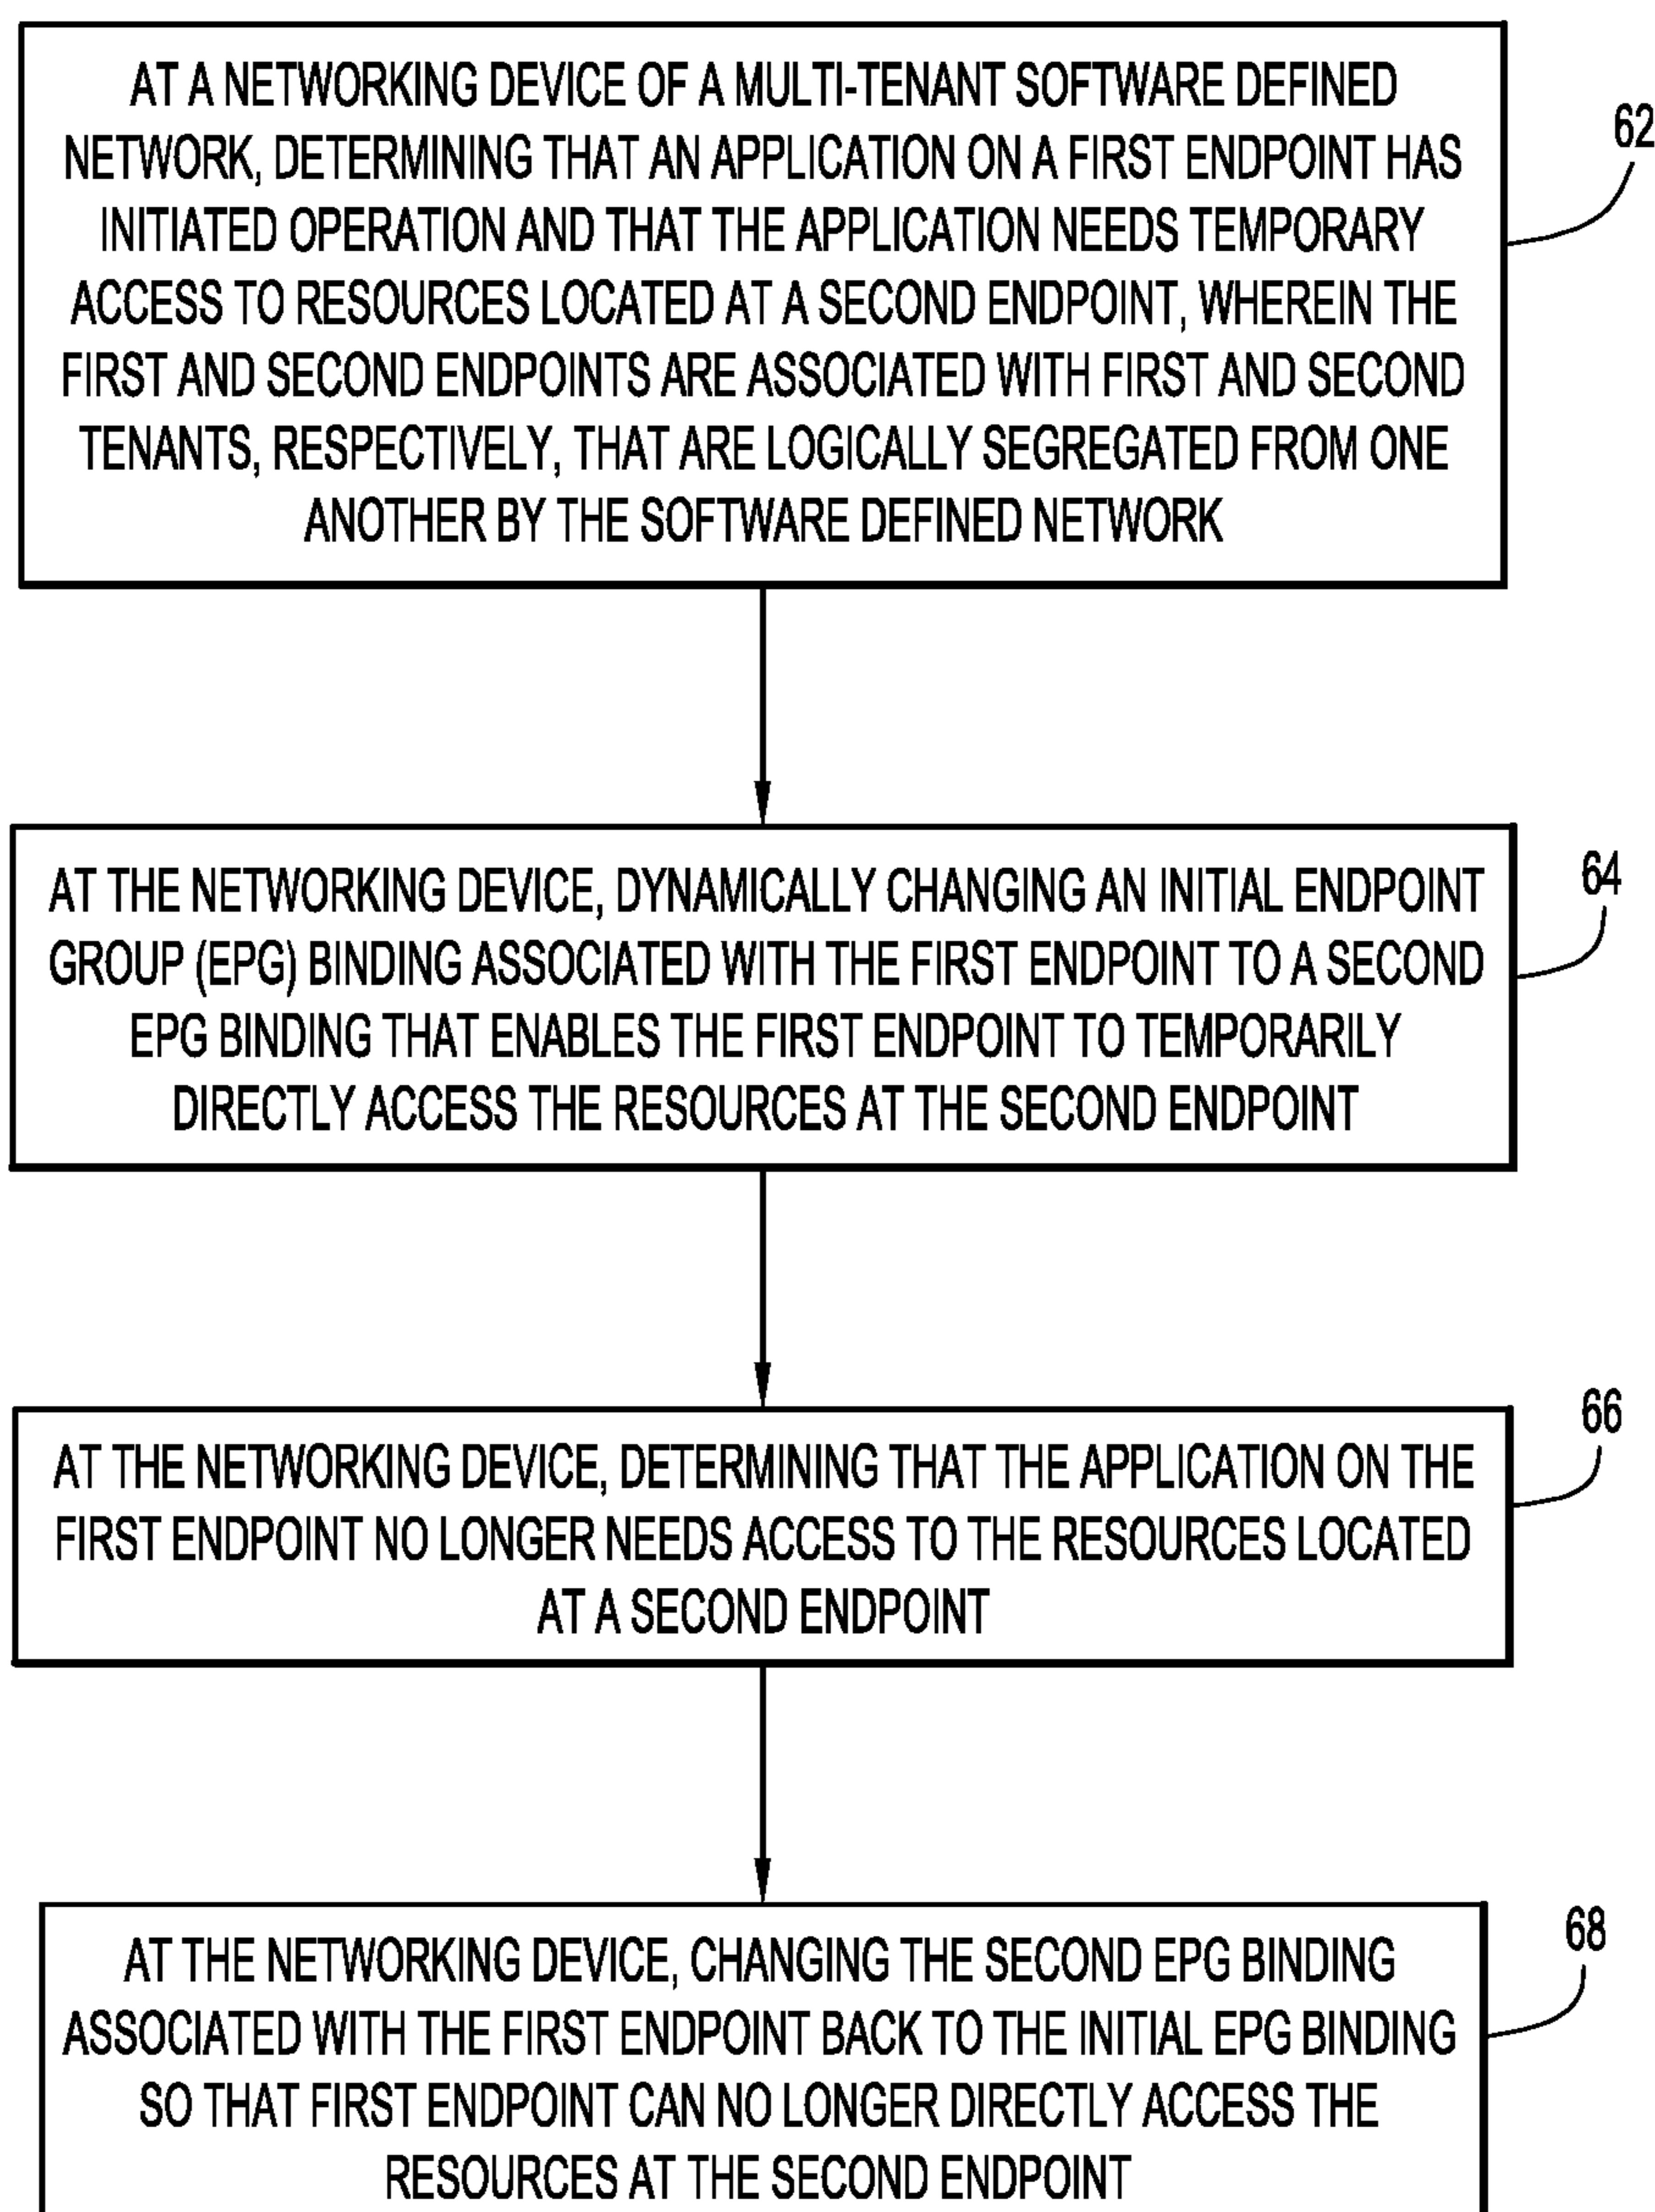 AT A NETWORKING DEVICE OF A MULTI-TENANT SOFTWARE DEFINED
NETWORK, DETERMINING THAT AN APPLICATION ON A FIRST ENDPOINT HAS
INITIATED OPERATION AND THAT THE APPLICATION NEEDS TEMPORARY
ACCESS TO RESOURCES LOCATED AT A SECOND ENDPOINT, WHEREIN THE
FIRST AND SECOND ENDPOINTS ARE ASSOCIATED WITH FIRST AND SECOND
TENANTS, RESPECTIVELY, THAT ARE LOGICALLY SEGREGATED FROM ONE
ANOTHER BY THE SOFTWARE DEFINED NETWORK
62
AT THE NETWORKING DEVICE, DYNAMICALLY CHANGING AN INITIAL ENDPOINT
GROUP (EPG) BINDING ASSOCIATED WITH THE FIRST ENDPOINT TO A SECOND
EPG BINDING THAT ENABLES THE FIRST ENDPOINT TO TEMPORARILY
DIRECTLY ACCESS THE RESOURCES AT THE SECOND ENDPOINT
64
AT THE NETWORKING DEVICE, DETERMINING THAT THE APPLICATION ON THE
FIRST ENDPOINT NO LONGER NEEDS ACCESS TO THE RESOURCES LOCATED
AT A SECOND ENDPOINT
66
AT THE NETWORKING DEVICE, CHANGING THE SECOND EPG BINDING
ASSOCIATED WITH THE FIRST ENDPOINT BACK TO THE INITIAL EPG BINDING
SO THAT FIRST ENDPOINT CAN NO LONGER DIRECTLY ACCESS THE
RESOURCES AT THE SECOND ENDPOINT
68